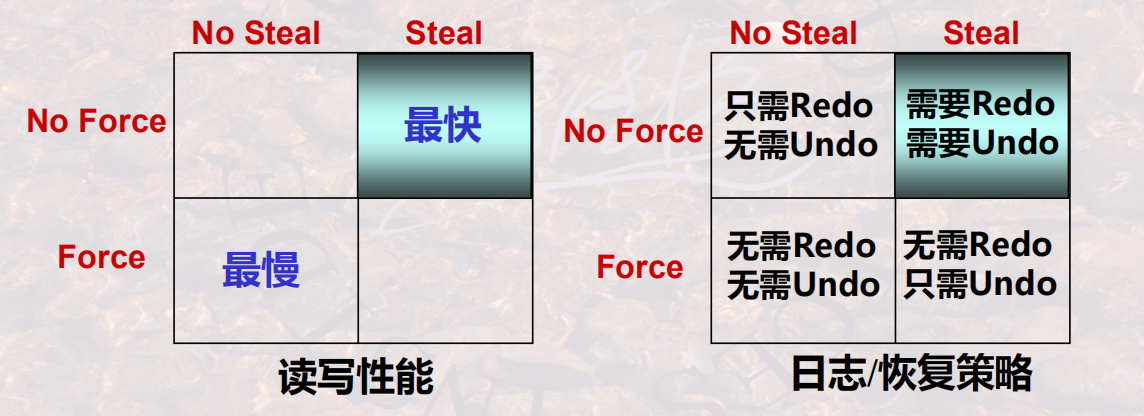 No Steal Steal
No Force 最快
Force 最慢
读写性能
No Steal Steal
No Force
只需Redo
无需Undo
需要Redo
需要Undo
Force
无需Redo
无需Undo
无需Redo
只需Undo
日志/恢复策略